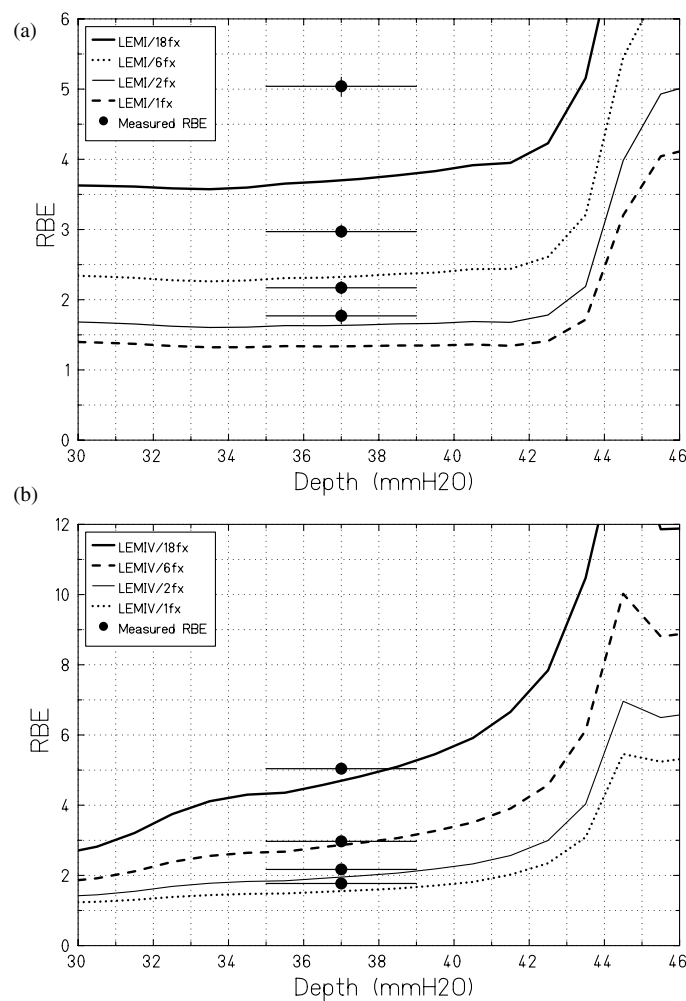 (a)
6
5
4
3
2
1
0
RBE
LEMI/18fx
LEMI/6fx
LEMI/2fx
LEMI/1fx
Measured RBE
30 32 34 36 38 40 42 44 46
Depth (mmH2O)
(b)
12
10
8
6
4
2
0
RBE
LEMIV/18fx
LEMIV/6fx
LEMIV/2fx
LEMIV/1fx
Measured RBE
30 32 34 36 38 40 42 44 46
Depth (mmH2O)